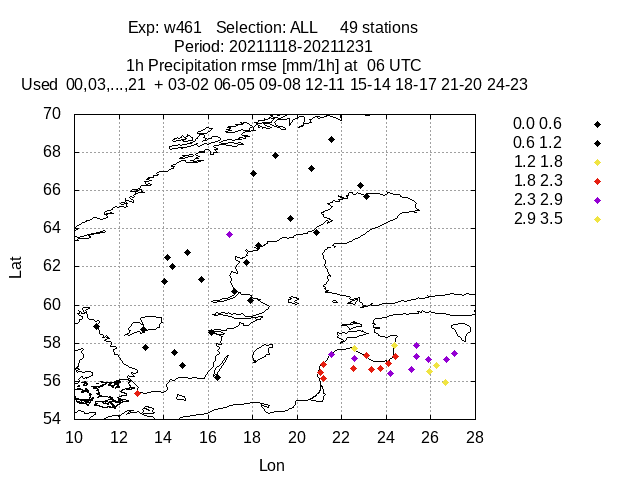 Exp: w461 Selection: ALL 49 stations
Period: 20211118-20211231
1h Precipitation rmse [mm/1h] at 06 UTC
Used 00,03,...,21 + 03-02 06-05 09-08 12-11 15-14 18-17 21-20 24-23
70
68
66
64
62
60
58
56
54
Lat
10 12 14 16 18 20 22 24 26 28
Lon
0.0 0.6
0.6 1.2
1.2 1.8
1.8 2.3
2.3 2.9
2.9 3.5